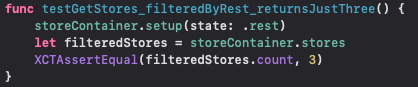 func testGetStores_filteredByRest_returnsJustThree() {
    storeContainer.setup(state: .rest)
    let filteredStores = storeContainer.stores
    XCTAssertEqual(filteredStores.count, 3)
}